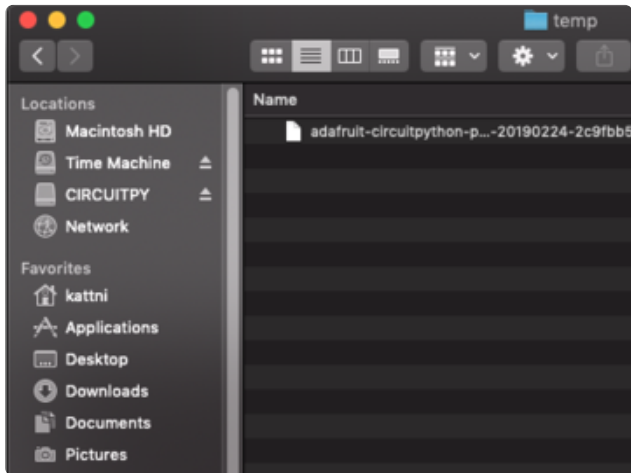 temp
Locations
Name
Macintosh HD
adafruit-circuitpython-p...-20190224-2c9fbb5
Time Machine
CIRCUITPY
Network
Favorites
kattni
Applications
Desktop
Downloads
Documents
Pictures